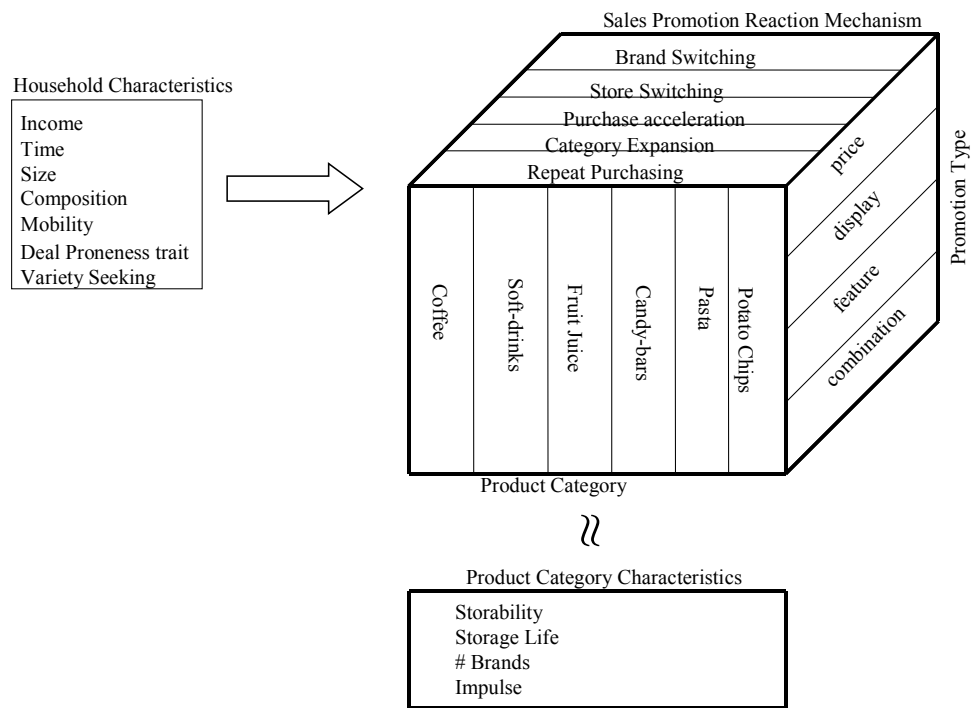 Sales Promotion Reaction Mechanism
Household Characteristics
Income
Time
Size
Composition
Mobility
Deal Proneness trait
Variety Seeking
Brand Switching
Store Switching
Purchase acceleration
Category Expansion
Repeat Purchasing
price
display
feature
combination
Promotion Type
Coffee
Soft-drinks
Fruit Juice
Candy-bars
Pasta
Potato Chips
Product Category
≈
Product Category Characteristics
Storability
Storage Life
# Brands
Impulse